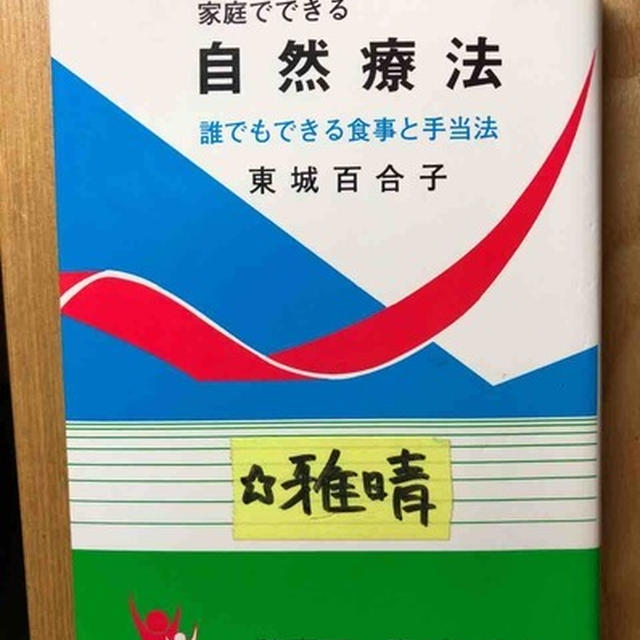 家庭でできる
自然療法
誰でもできる食事と手当法
東城百合子
☆雅晴